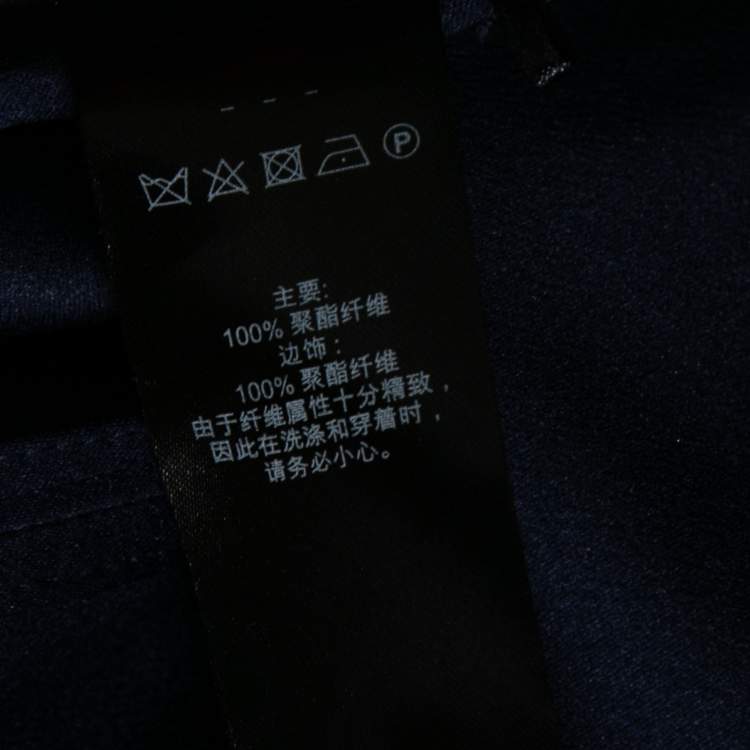 P
主要:
100% 聚酯纤维
边饰:
100% 聚酯纤维
由于纤维属性十分精致,
因此在洗涤和穿着时,
请务必小心。